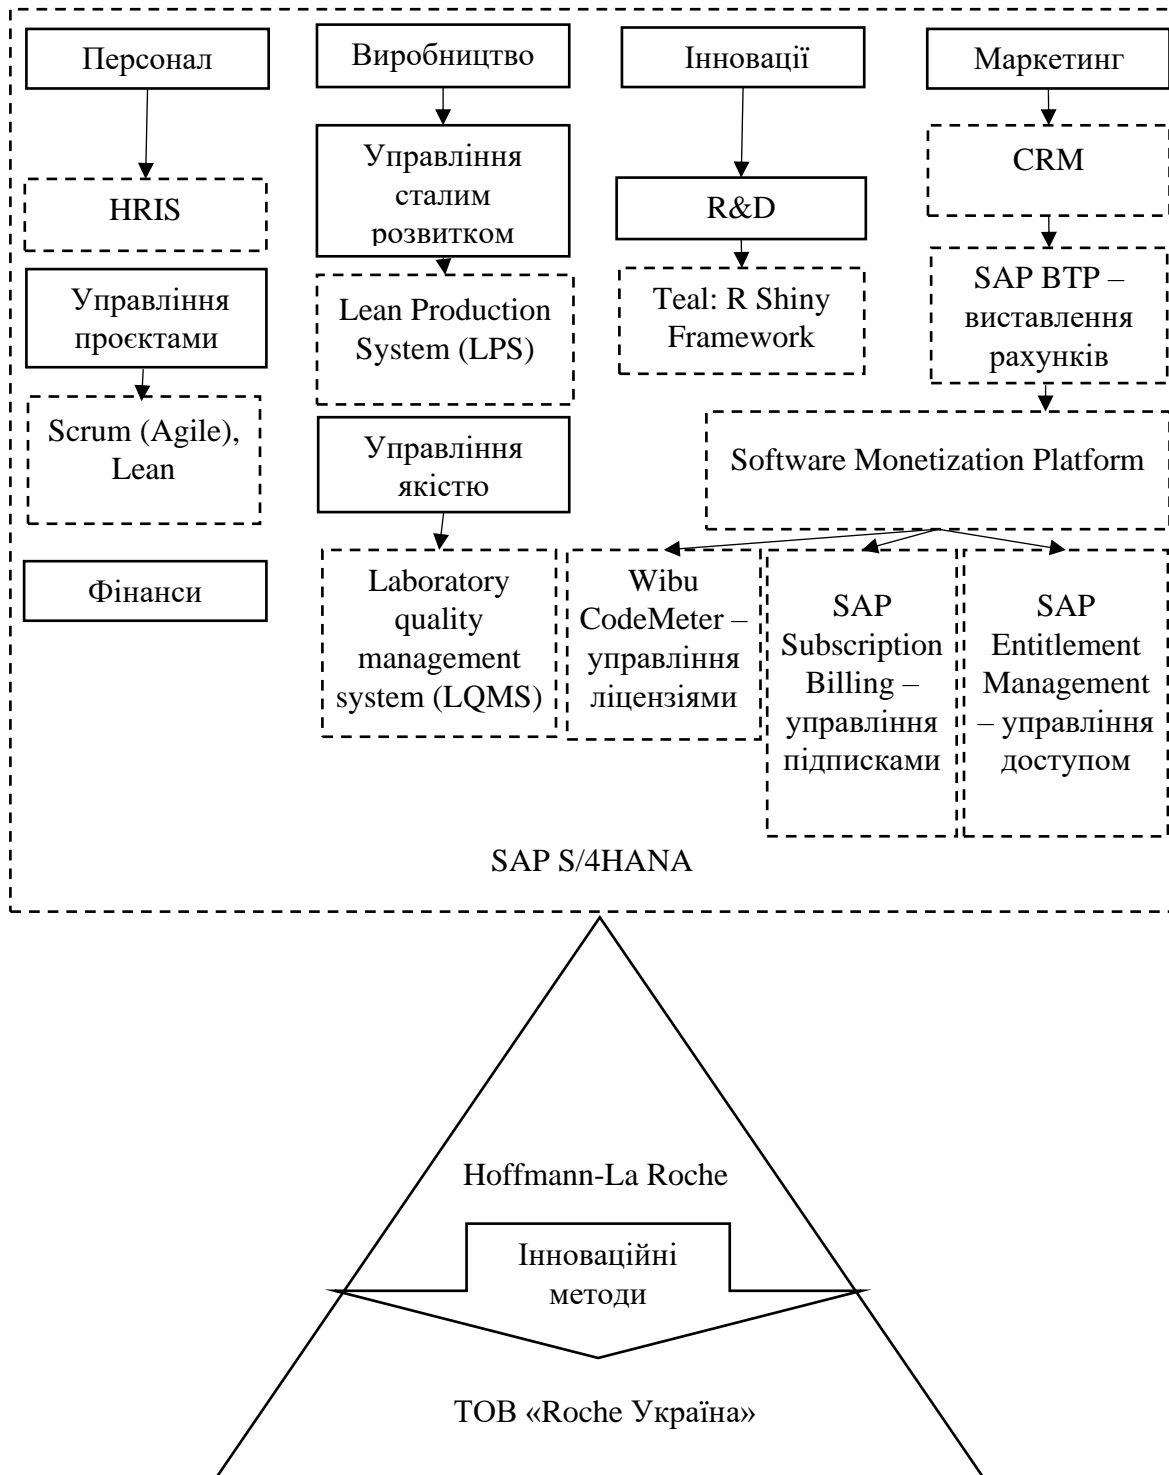 Персонал
Виробництво
Інновації
Маркетинг
Управління
сталим
розвитком
CRM
HRIS
R&D
Управління
проєктами
Lean Production
System (LPS)
Teal: R Shiny
Framework
SAP BTP –
виставлення
рахунків
Scrum (Agile),
Lean
Управління
якістю
Software Monetization Platform
Фінанси
Laboratory
quality
management
system (LQMS)
Wibu
CodeMeter –
управління
ліцензіями
SAP
Subscription
Billing –
управління
підписками
SAP
Entitlement
Management
– управління
доступом
SAP S/4HANA
Hoffmann-La Roche
Інноваційні
методи
ТОВ «Roche Україна»